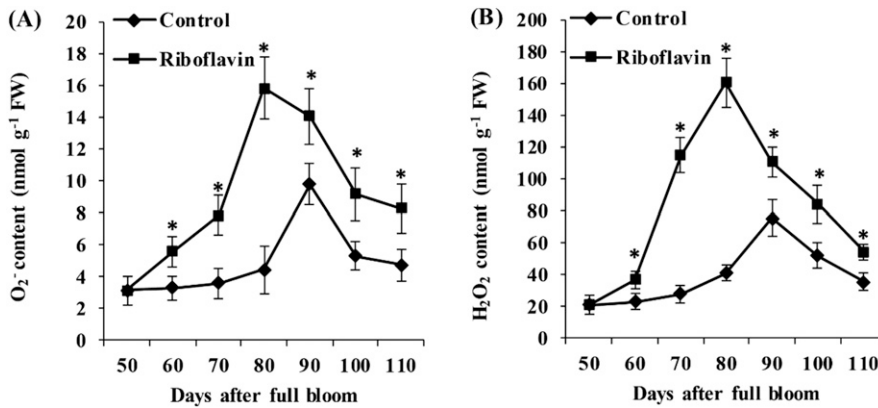 (A)
Control
Riboflavin
20
18
16
14
12
10
8
6
4
2
0
O₂⁻ content (nmol g⁻¹ FW)
* * * * * *
50 60 70 80 90 100 110
Days after full bloom
(B)
Control
Riboflavin
200
180
160
140
120
100
80
60
40
20
0
H₂O₂ content (nmol g⁻¹ FW)
* * * * * *
50 60 70 80 90 100 110
Days after full bloom